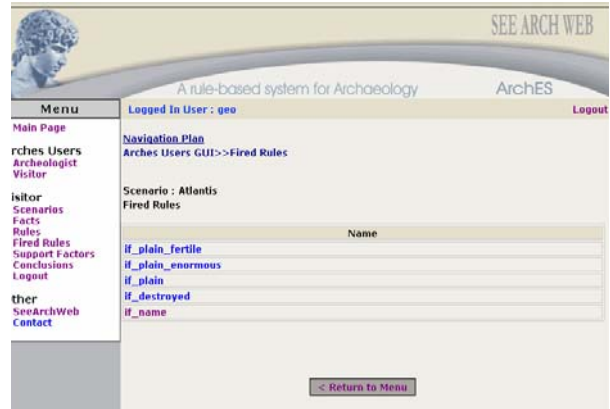 SEE ARCH WEB
A rule-based system for Archaeology
ArchES
Menu
Logged In User : geo
Logout
Main Page
rches Users
Archeologist
Visitor
isitor
Scenarios
Facts
Rules
Fired Rules
Support Factors
Conclusions
Logout
ther
SeeArchWeb
Contact
Navigation Plan
Arches Users GUI>>Fired Rules
Scenario : Atlantis
Fired Rules
Name
if_plain_fertile
if_plain_enormous
if_plain
if_destroyed
if_name
< Return to Menu